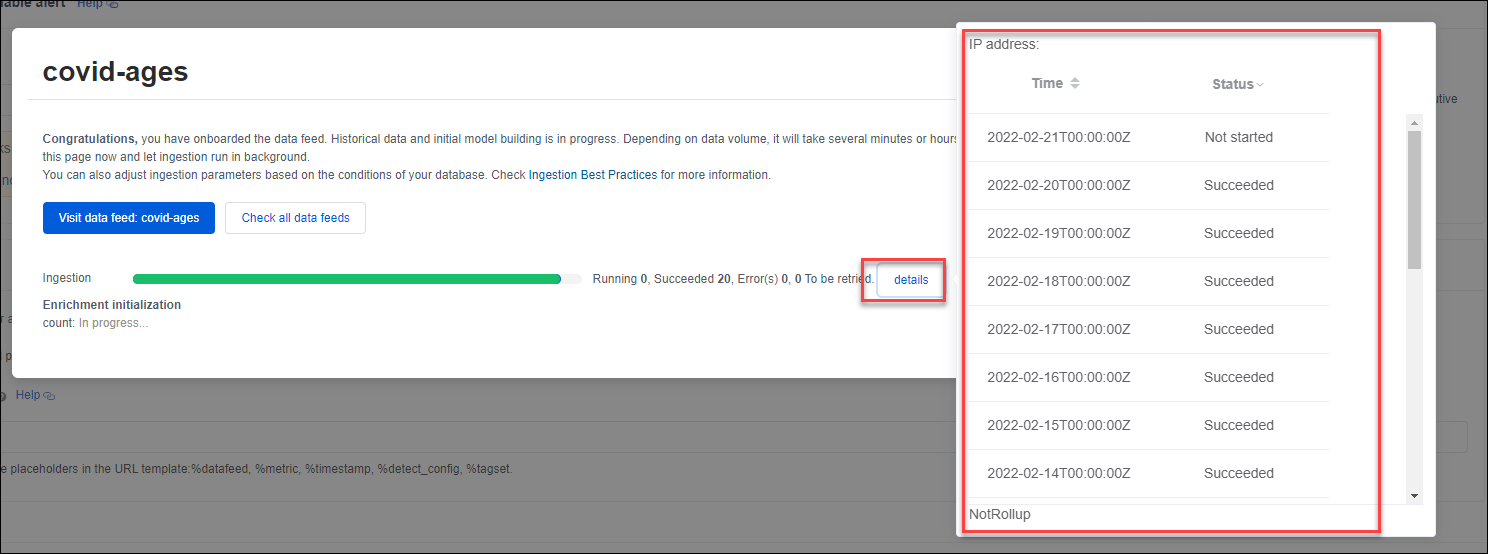 able alert Help
covid-ages
Congratulations, you have onboarded the data feed. Historical data and initial model building is in progress. Depending on data volume, it will take several minutes or hours
this page now and let ingestion run in background.
You can also adjust ingestion parameters based on the conditions of your database. Check Ingestion Best Practices for more information.
Visit data feed: covid-ages
Check all data feeds
Ingestion
Running 0, Succeeded 20, Error(s) 0, 0 To be retried.
details
Enrichment initialization
count: In progress...
IP address:
Time Status
2022-02-21T00:00:00Z Not started
2022-02-20T00:00:00Z Succeeded
2022-02-19T00:00:00Z Succeeded
2022-02-18T00:00:00Z Succeeded
2022-02-17T00:00:00Z Succeeded
2022-02-16T00:00:00Z Succeeded
2022-02-15T00:00:00Z Succeeded
2022-02-14T00:00:00Z Succeeded
NotRollup
Help
e placeholders in the URL template:%datafeed, %metric, %timestamp, %detect_config, %tagset.